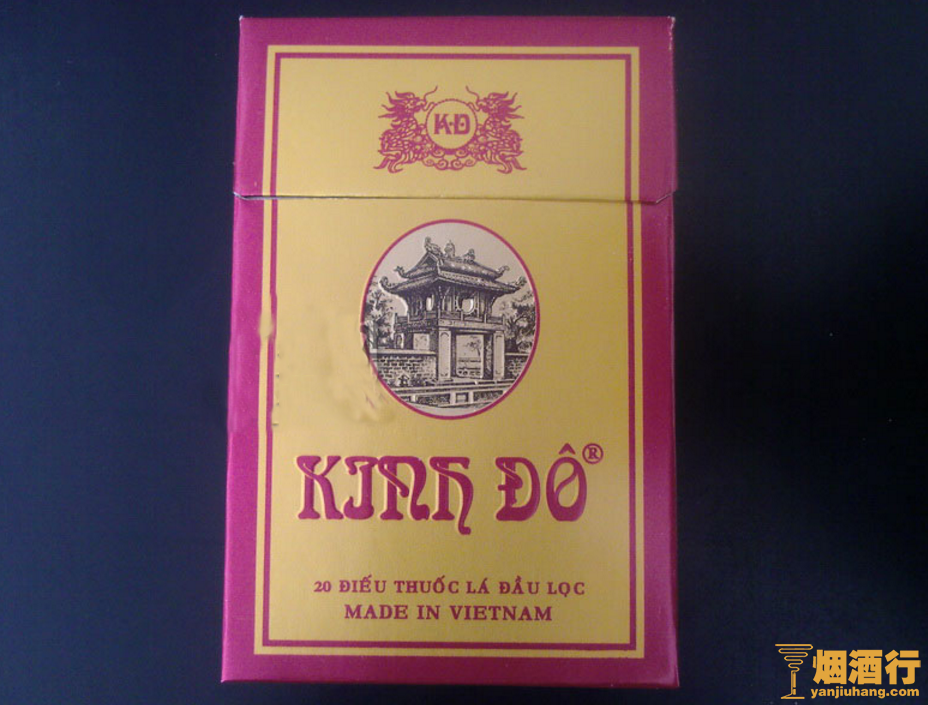 K·D
KINH ĐÔ®
20 ĐIẾU THUỐC LÁ ĐẦU LỌC
MADE IN VIETNAM
烟酒行
yanjiuhang.com